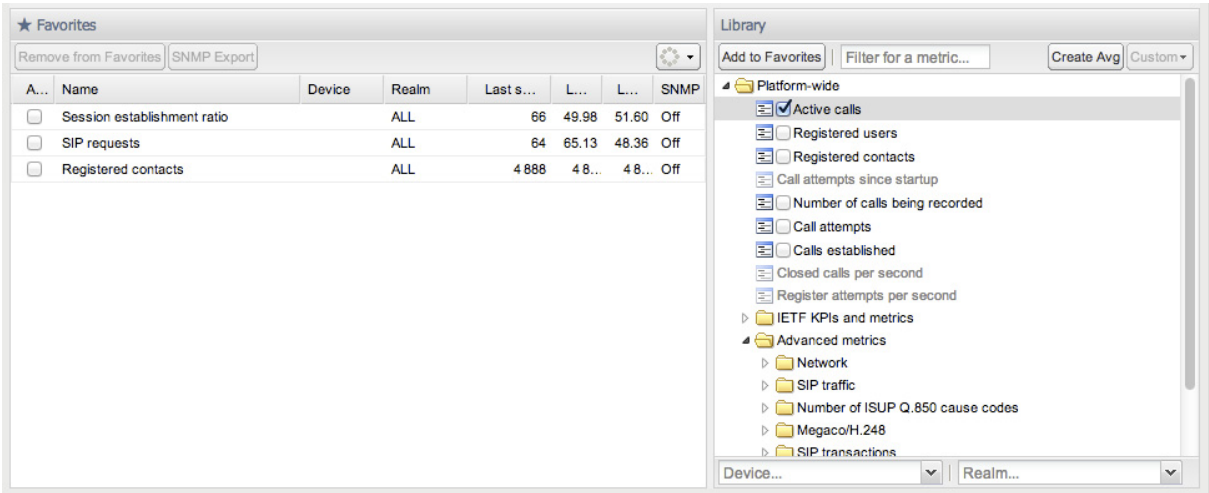 Favorites
Remove from Favorites SNMP Export
A... Name Device Realm Last s... L... L... SNMP
Session establishment ratio ALL 66 49.98 51.60 Off
SIP requests ALL 64 65.13 48.36 Off
Registered contacts ALL 4 888 4 8... 4 8... Off
Library
Add to Favorites Filter for a metric... Create Avg Custom
Platform-wide
Active calls
Registered users
Registered contacts
Call attempts since startup
Number of calls being recorded
Call attempts
Calls established
Closed calls per second
Register attempts per second
IETF KPIs and metrics
Advanced metrics
Network
SIP traffic
Number of ISUP Q.850 cause codes
Megaco/H.248
SIP transactions
Device... Realm...